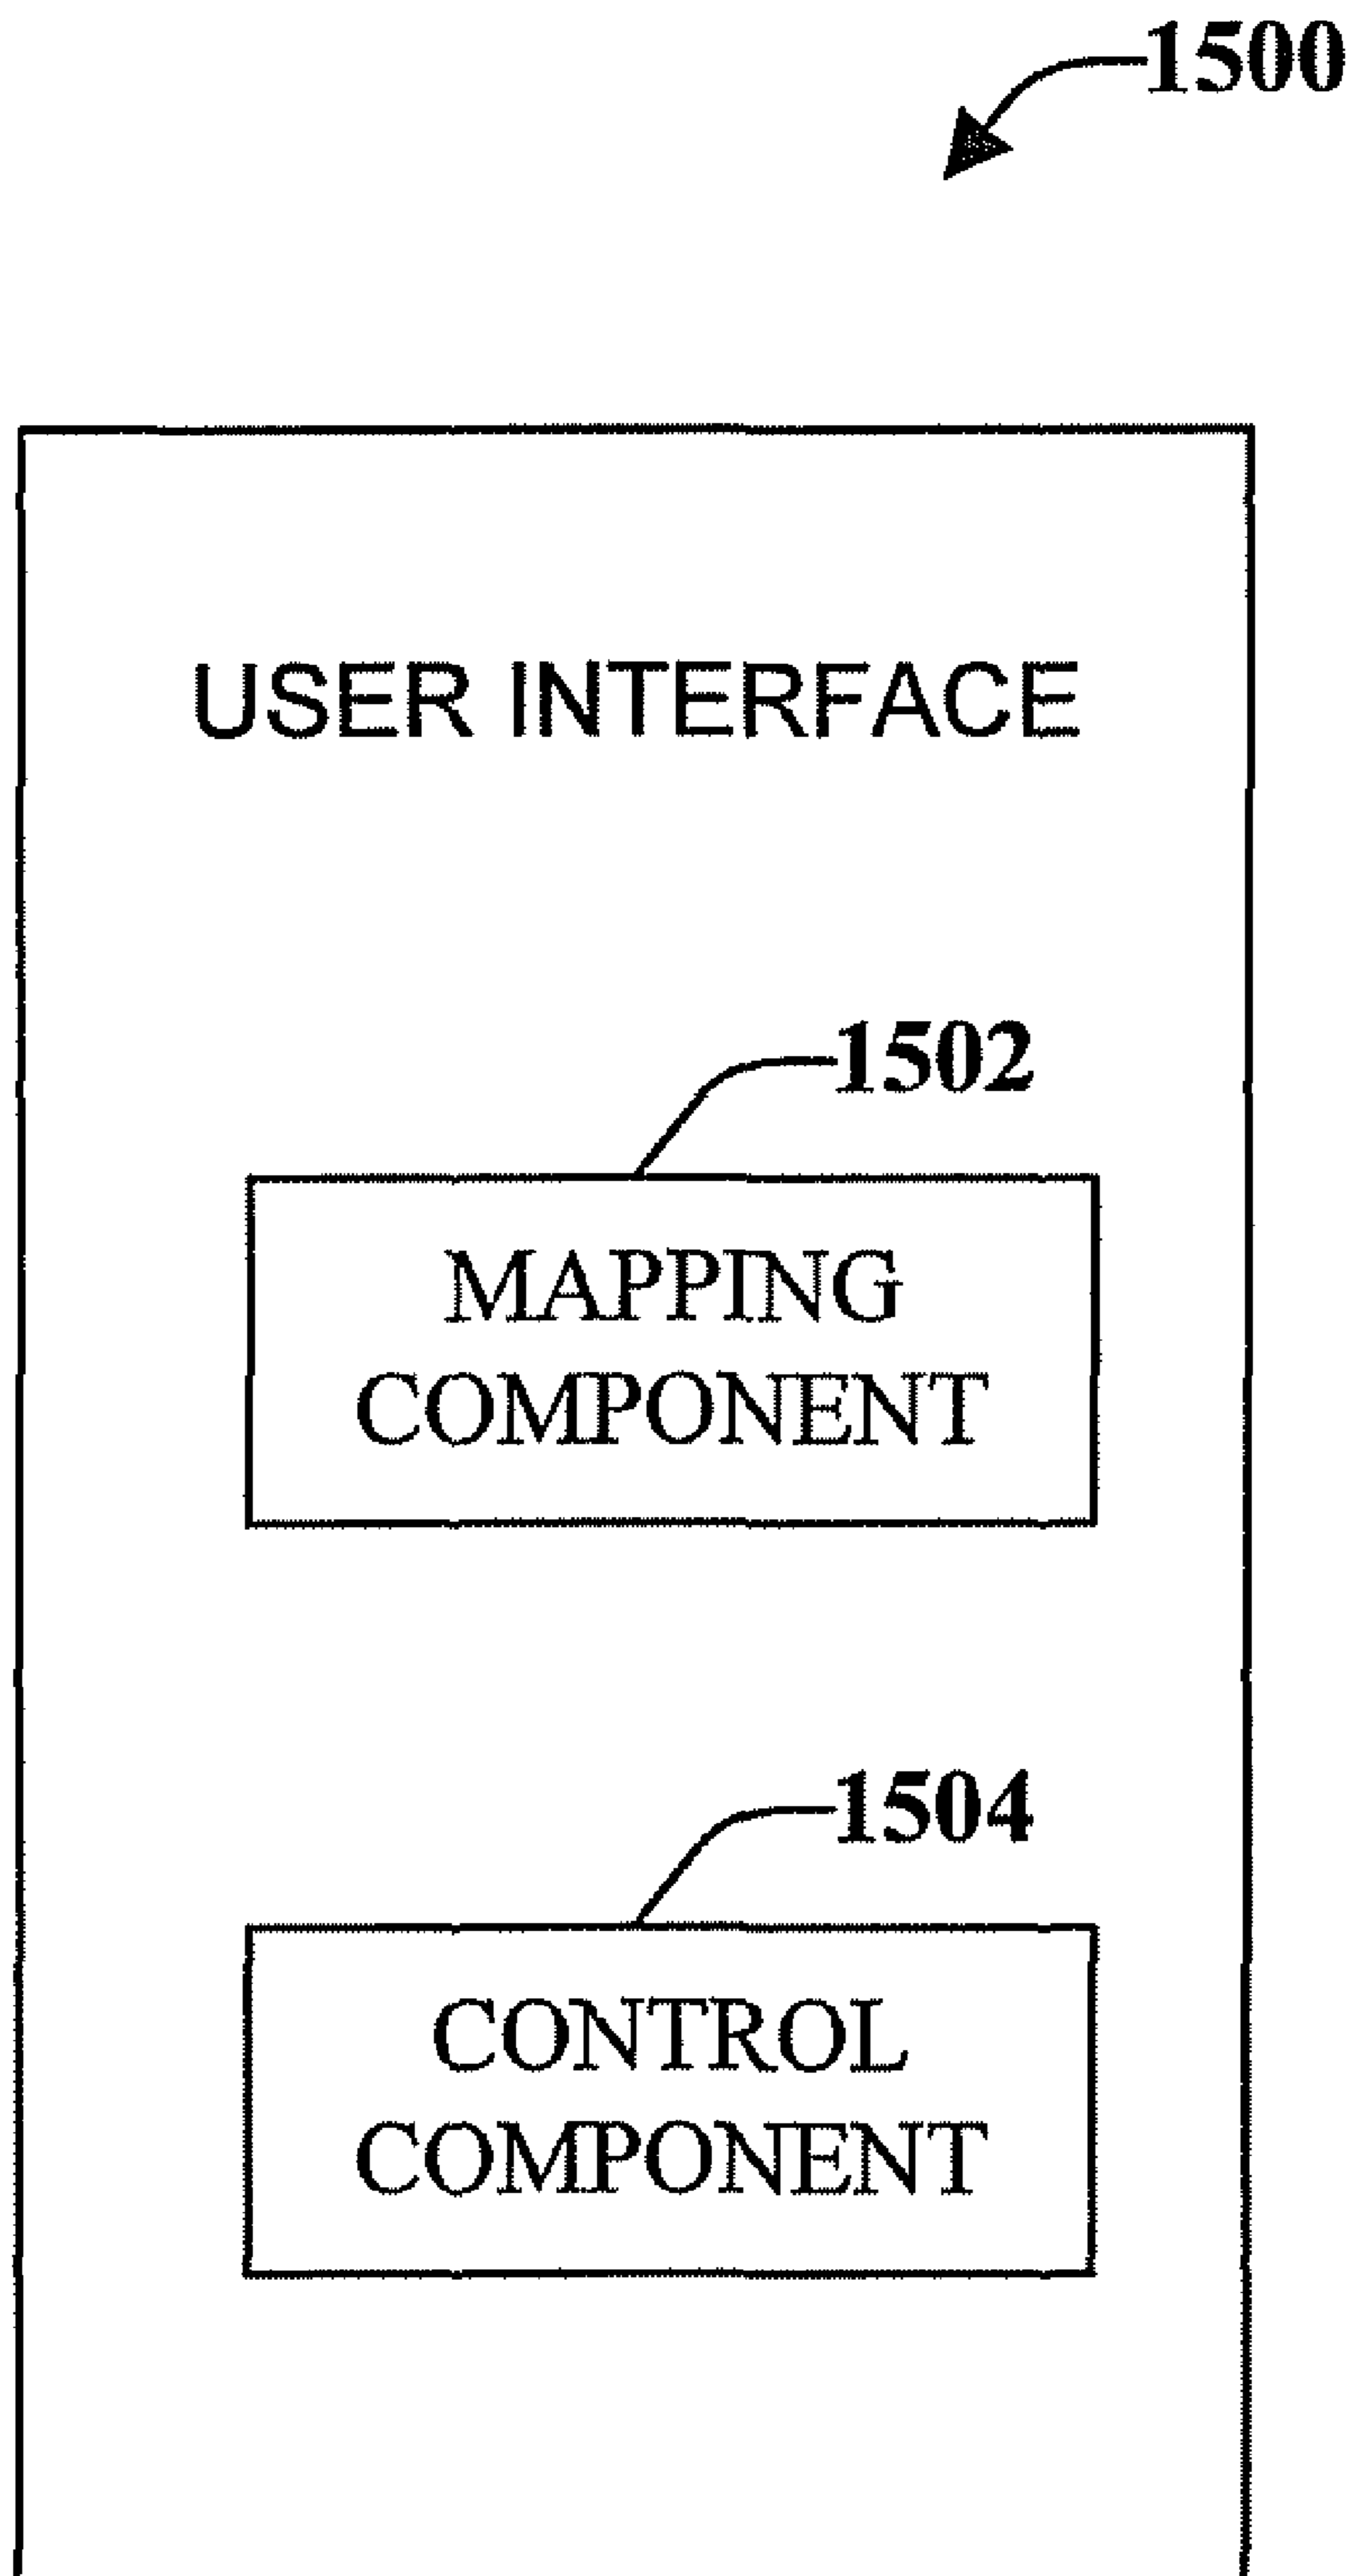 1500
USER INTERFACE
1502
MAPPING
COMPONENT
1504
CONTROL
COMPONENT